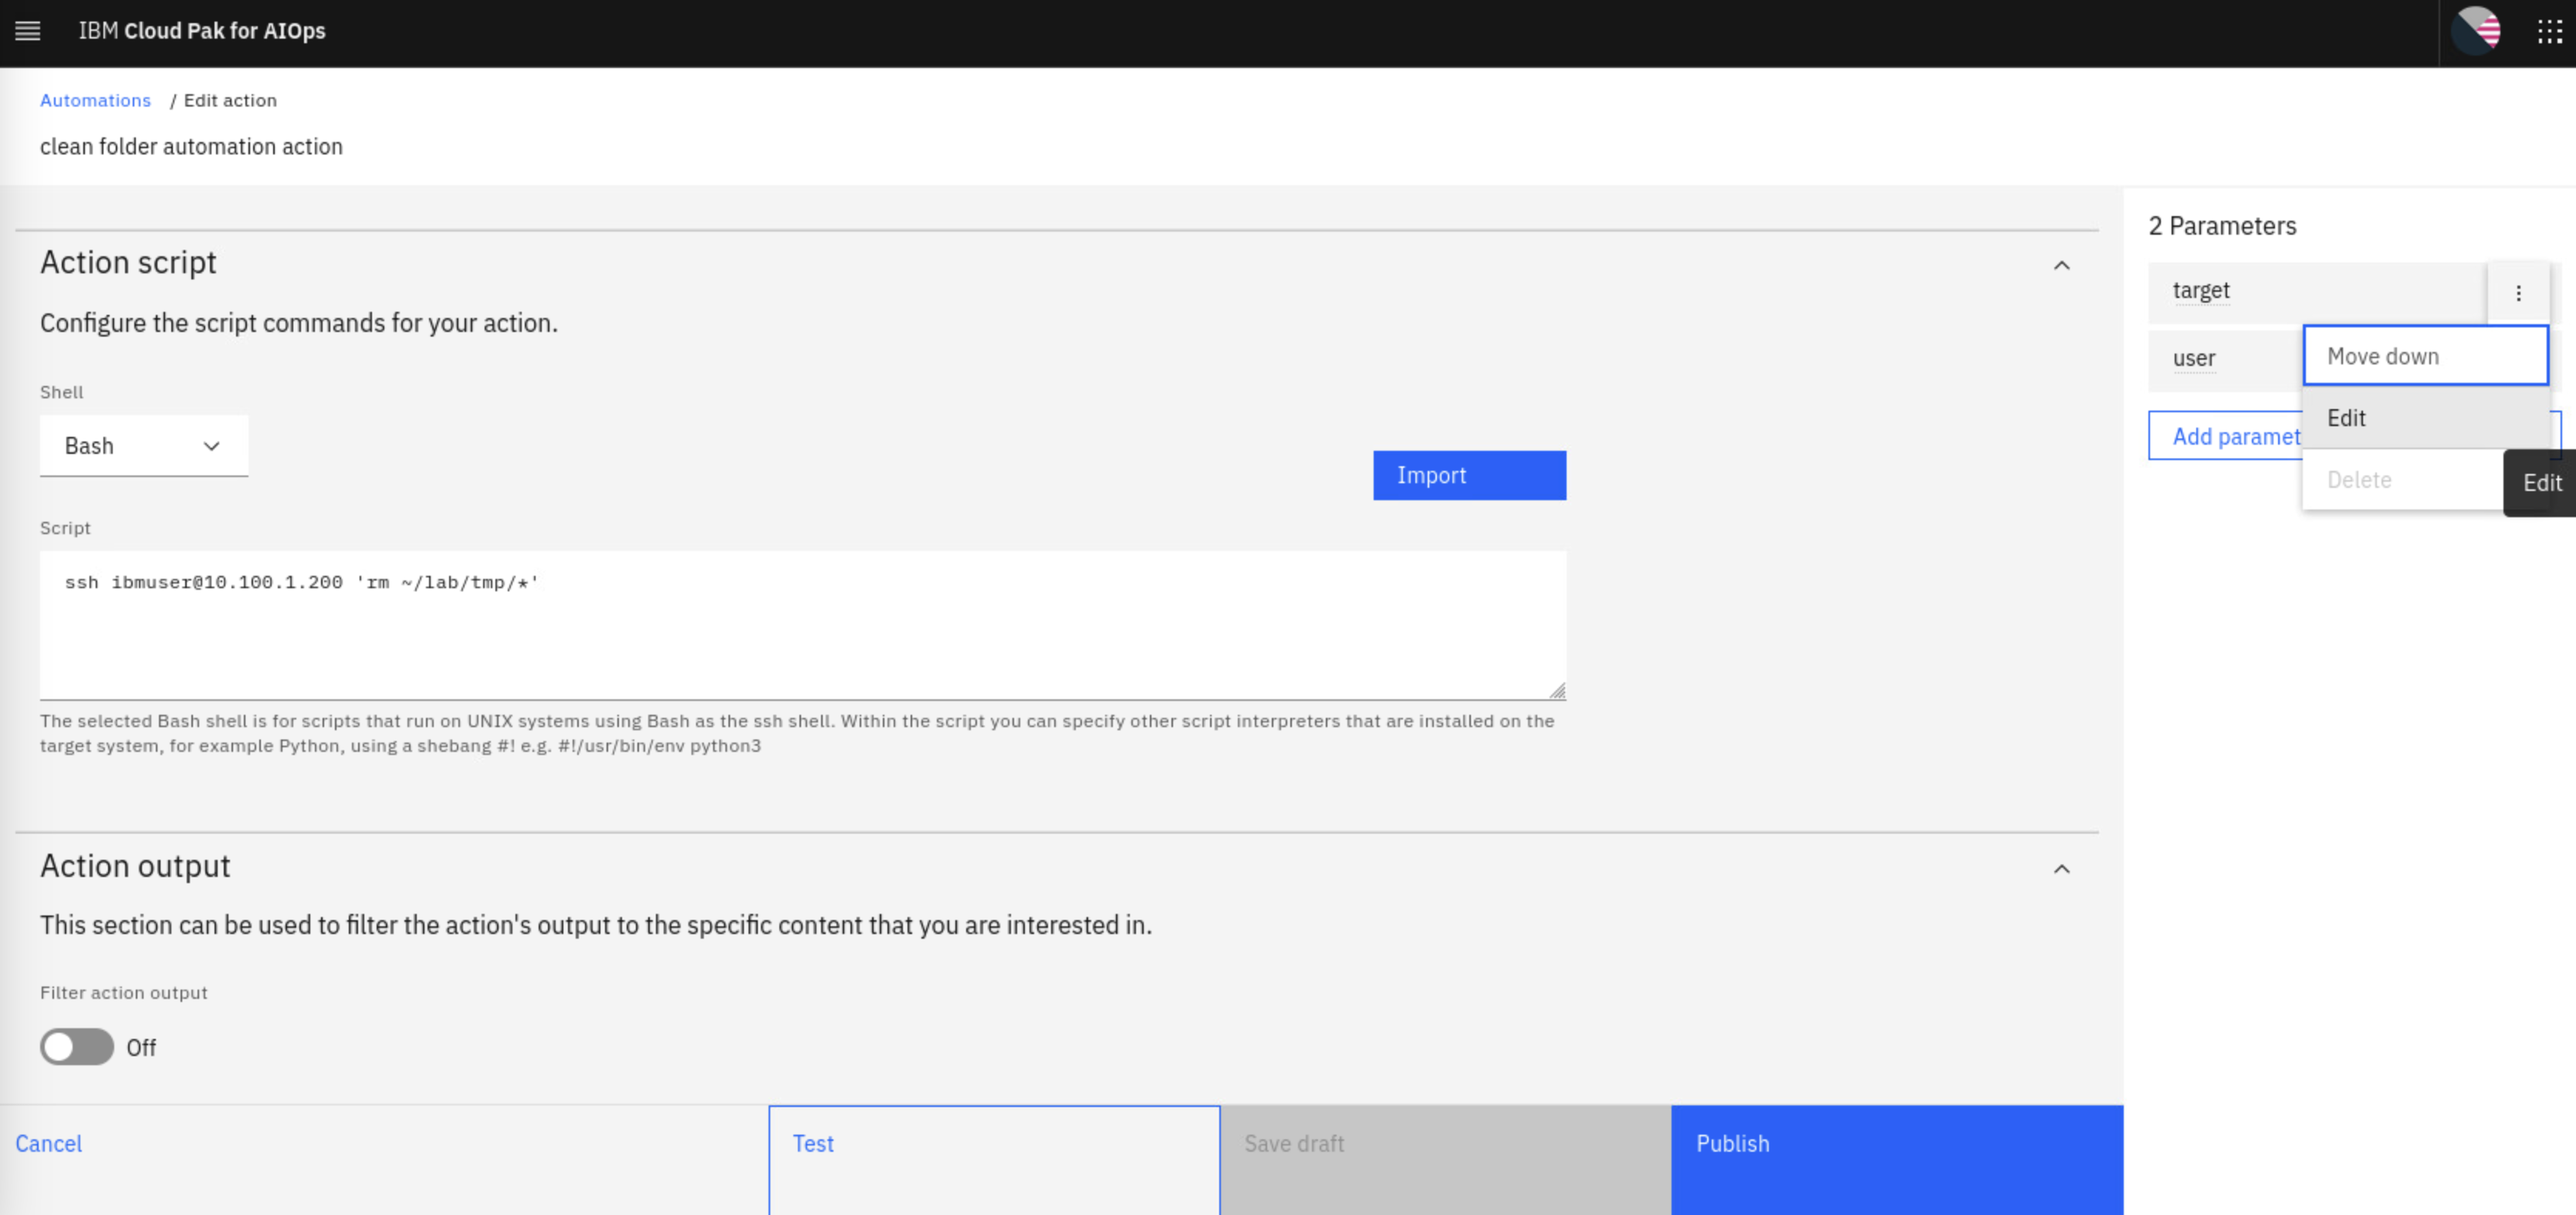 IBM Cloud Pak for AIOps
Automations / Edit action
clean folder automation action
Action script
Configure the script commands for your action.
Shell
Bash
Import
Script
ssh ibmuser@10.100.1.200 'rm ~/lab/tmp/*'
The selected Bash shell is for scripts that run on UNIX systems using Bash as the ssh shell. Within the script you can specify other script interpreters that are installed on the
target system, for example Python, using a shebang #! e.g. #!/usr/bin/env python3
Action output
This section can be used to filter the action's output to the specific content that you are interested in.
Filter action output
Off
Cancel
Test
Save draft
Publish
2 Parameters
target
user
Move down
Edit
Add paramet
Delete
Edit